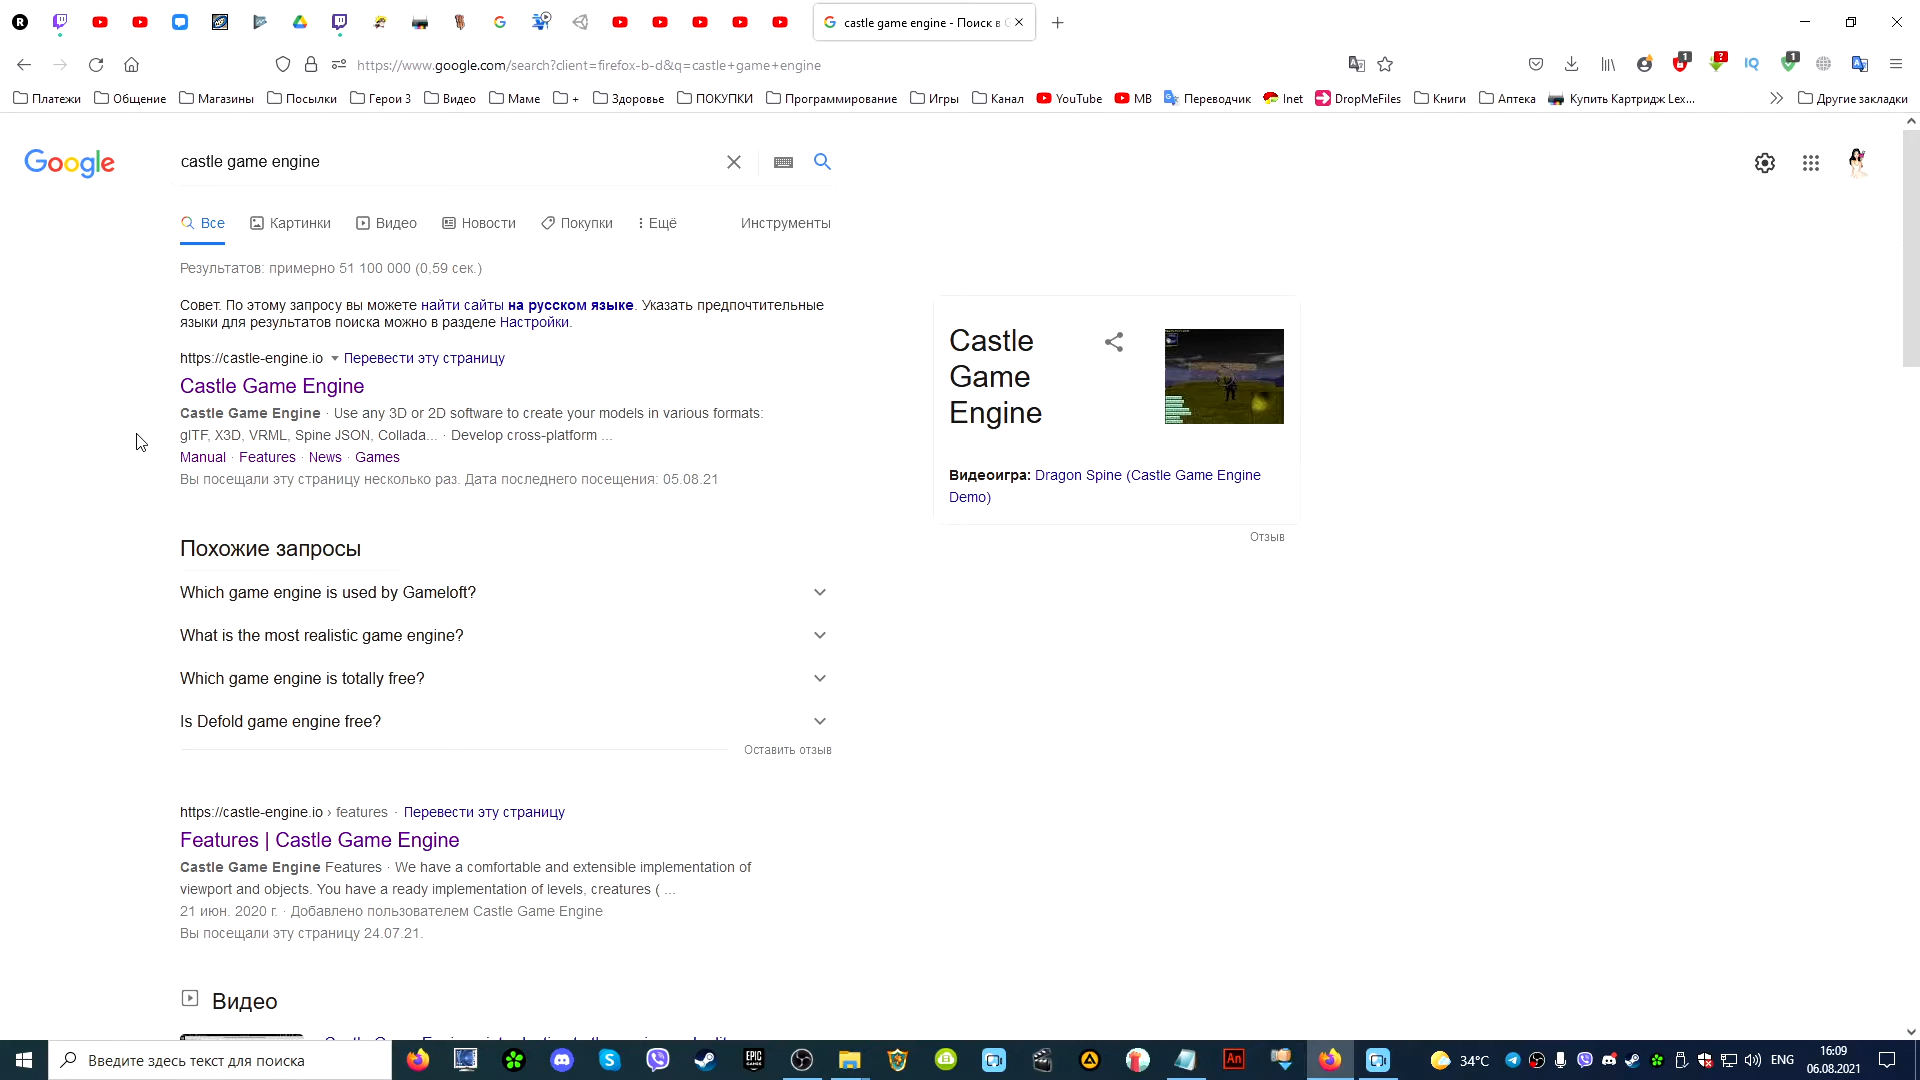 castle game engine - Поиск в G
https://www.google.com/search?client=firefox-b-d&q=castle+game+engine
1
?
IQ
1
Платежи
Общение
Магазины
Посылки
Герои 3
Видео
Маме
+
Здоровье
ПОКУПКИ
Программирование
Игры
Канал
YouTube
MB
Переводчик
Inet
DropMeFiles
Книги
Аптека
Купить Картридж Lex...
Другие закладки
Google
castle game engine
Все
Картинки
Видео
Новости
Покупки
Ещё
Инструменты
Результатов: примерно 51 100 000 (0,59 сек.)
Совет. По этому запросу вы можете найти сайты на русском языке. Указать предпочтительные
языки для результатов поиска можно в разделе Настройки.
https://castle-engine.io Перевести эту страницу
Castle Game Engine
Castle Game Engine · Use any 3D or 2D software to create your models in various formats:
glTF, X3D, VRML, Spine JSON, Collada... · Develop cross-platform ...
Manual · Features · News · Games
Вы посещали эту страницу несколько раз. Дата последнего посещения: 05.08.21
Похожие запросы
Which game engine is used by Gameloft?
What is the most realistic game engine?
Which game engine is totally free?
Is Defold game engine free?
Оставить отзыв
https://castle-engine.io › features · Перевести эту страницу
Features | Castle Game Engine
Castle Game Engine Features · We have a comfortable and extensible implementation of
viewport and objects. You have a ready implementation of levels, creatures ( ...
21 июн. 2020 г. · Добавлено пользователем Castle Game Engine
Вы посещали эту страницу 24.07.21.
Видео
Castle
Game
Engine
Видеоигра: Dragon Spine (Castle Game Engine
Demo)
Отзыв
Введите здесь текст для поиска
An
34°C
ENG
16:09
06.08.2021